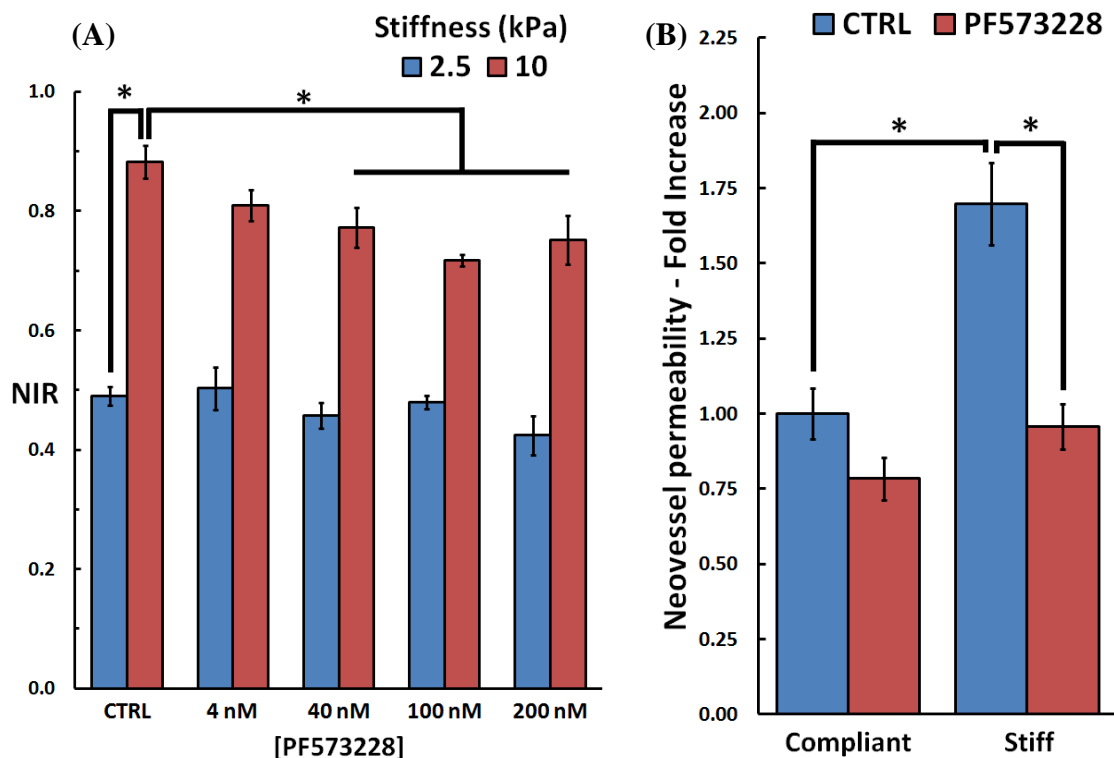 (A)
Stiffness (kPa)
2.5 10
1.0
0.8
0.6
NIR
0.4
0.2
0.0
*
*
CTRL 4 nM 40 nM 100 nM 200 nM
[PF573228]
(B)
CTRL PF573228
Neovessel permeability - Fold Increase
2.25
2.00
1.75
1.50
1.25
1.00
0.75
0.50
0.25
0.00
*
*
Compliant Stiff